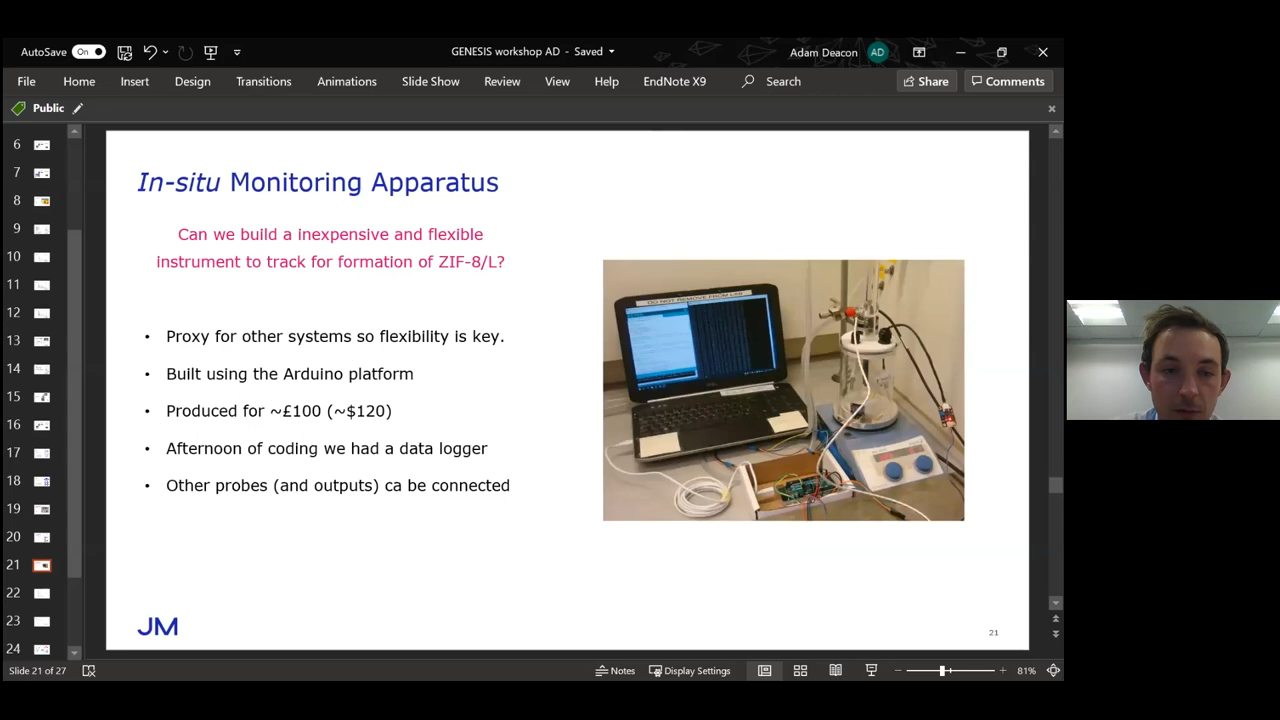 AutoSave On
GENESIS workshop AD - Saved
Adam Deacon AD
File Home Insert Design Transitions Animations Slide Show Review View Help EndNote X9 Search Share Comments
Public
6
7
8
9
10
11
12
13
14
15
16
17
18
19
20
21
22
23
24
In-situ Monitoring Apparatus
Can we build a inexpensive and flexible
instrument to track for formation of ZIF-8/L?
• Proxy for other systems so flexibility is key.
• Built using the Arduino platform
• Produced for ~£100 (~$120)
• Afternoon of coding we had a data logger
• Other probes (and outputs) ca be connected
DO NOT REMOVE FROM LAB
JM
21
Slide 21 of 27
Notes Display Settings 81%